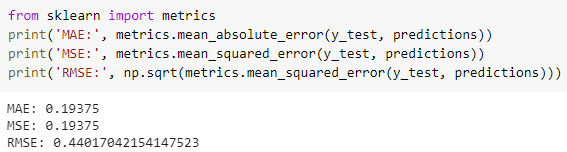 from sklearn import metrics
print('MAE:', metrics.mean_absolute_error(y_test, predictions))
print('MSE:', metrics.mean_squared_error(y_test, predictions))
print('RMSE:', np.sqrt(metrics.mean_squared_error(y_test, predictions)))
MAE: 0.19375
MSE: 0.19375
RMSE: 0.44017042154147523